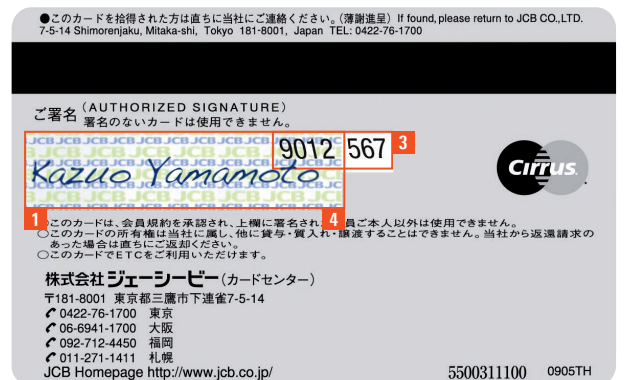 ●このカードを拾得された方は直ちに当社にご連絡ください。(薄謝進呈) If found, please return to JCB CO.,LTD.
7-5-14 Shimorenjaku, Mitaka-shi, Tokyo 181-8001, Japan TEL: 0422-76-1700
ご署名 (AUTHORIZED SIGNATURE)
署名のないカードは使用できません。
9012 567 3
Kazuo Yamamoto
Cirrus
1 4
○このカードは、会員規約を承認され、上欄に署名され 員ご本人以外は使用できません。
○このカードの所有権は当社に属し、他に貸与・質入れ・譲渡することはできません。当社から返還請求の
あった場合は直ちにご返却ください。
○このカードでETCをご利用いただけます。
株式会社ジェーシービー(カードセンター)
〒181-8001 東京都三鷹市下連雀7-5-14
0422-76-1700 東京
06-6941-1700 大阪
092-712-4450 福岡
011-271-1411 札幌
JCB Homepage http://www.jcb.co.jp/ 5500311100 0905TH